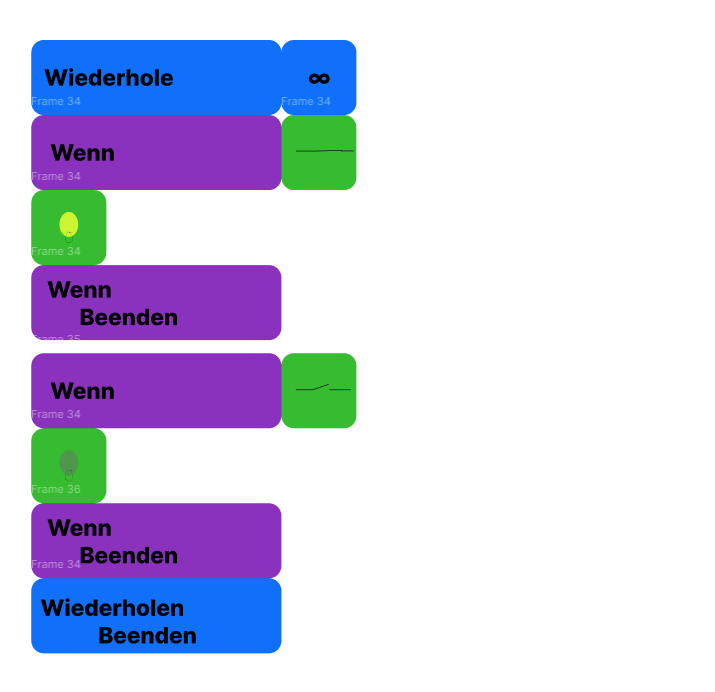 Wiederhole
∞
Frame 34
Frame 34
Wenn
Frame 34
Frame 34
Wenn
Beenden
Frame 35
Wenn
Frame 34
Frame 36
Wenn
Beenden
Frame 34
Wiederholen
Beenden